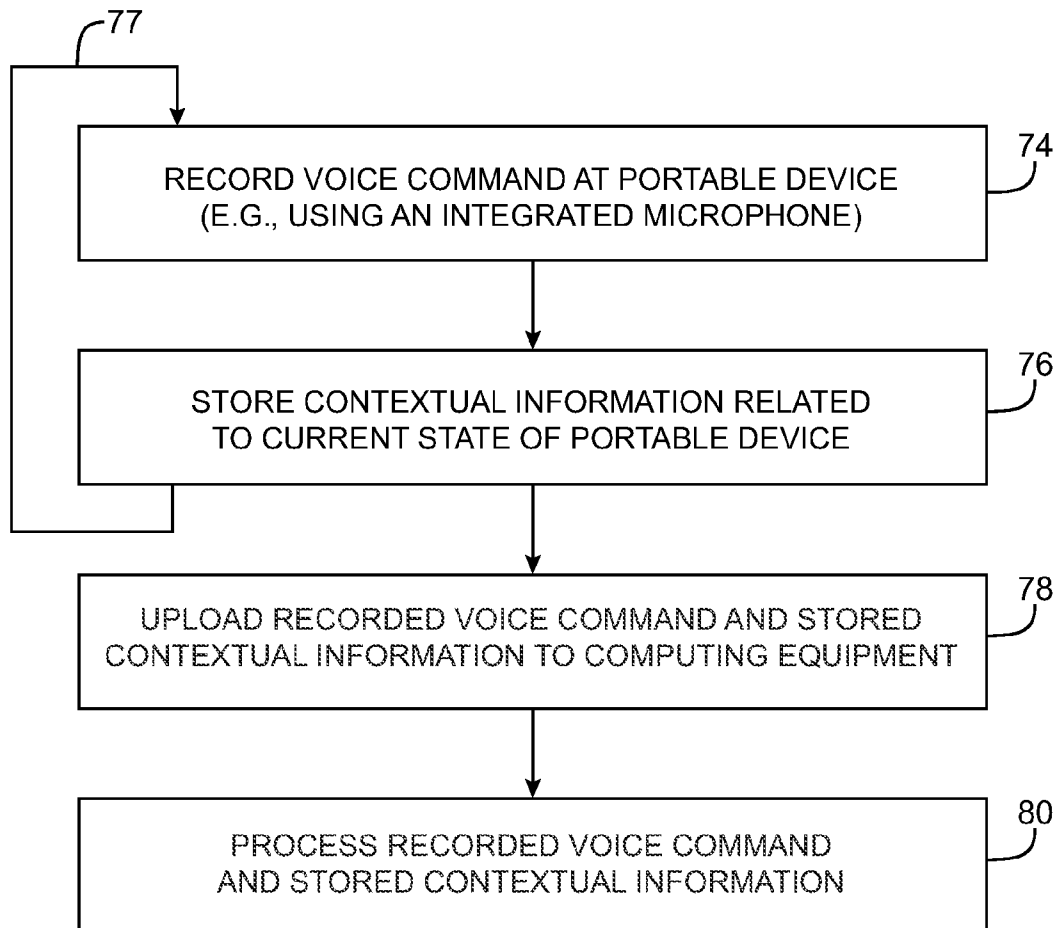 77
RECORD VOICE COMMAND AT PORTABLE DEVICE
(E.G., USING AN INTEGRATED MICROPHONE)
74
STORE CONTEXTUAL INFORMATION RELATED
TO CURRENT STATE OF PORTABLE DEVICE
76
UPLOAD RECORDED VOICE COMMAND AND STORED
CONTEXTUAL INFORMATION TO COMPUTING EQUIPMENT
78
PROCESS RECORDED VOICE COMMAND
AND STORED CONTEXTUAL INFORMATION
80